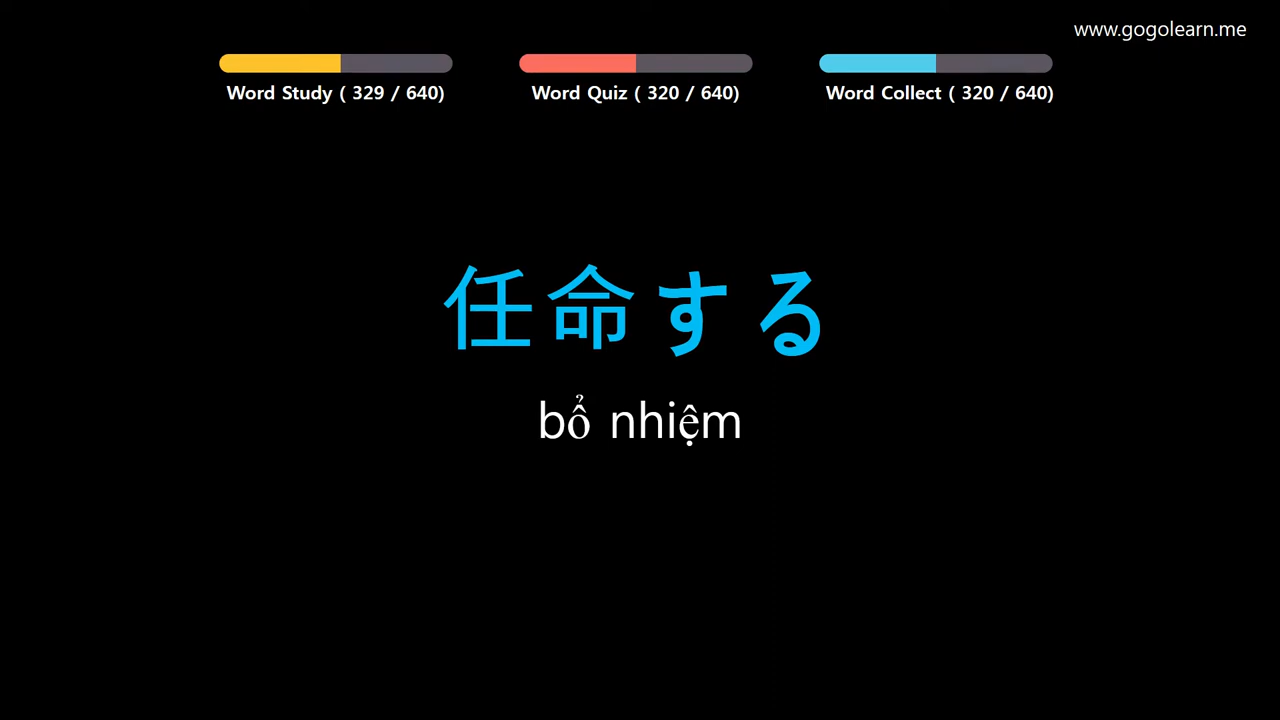 www.gogolearn.me
Word Study ( 329 / 640)
Word Quiz ( 320 / 640)
Word Collect ( 320 / 640)
任命する
bổ nhiệm